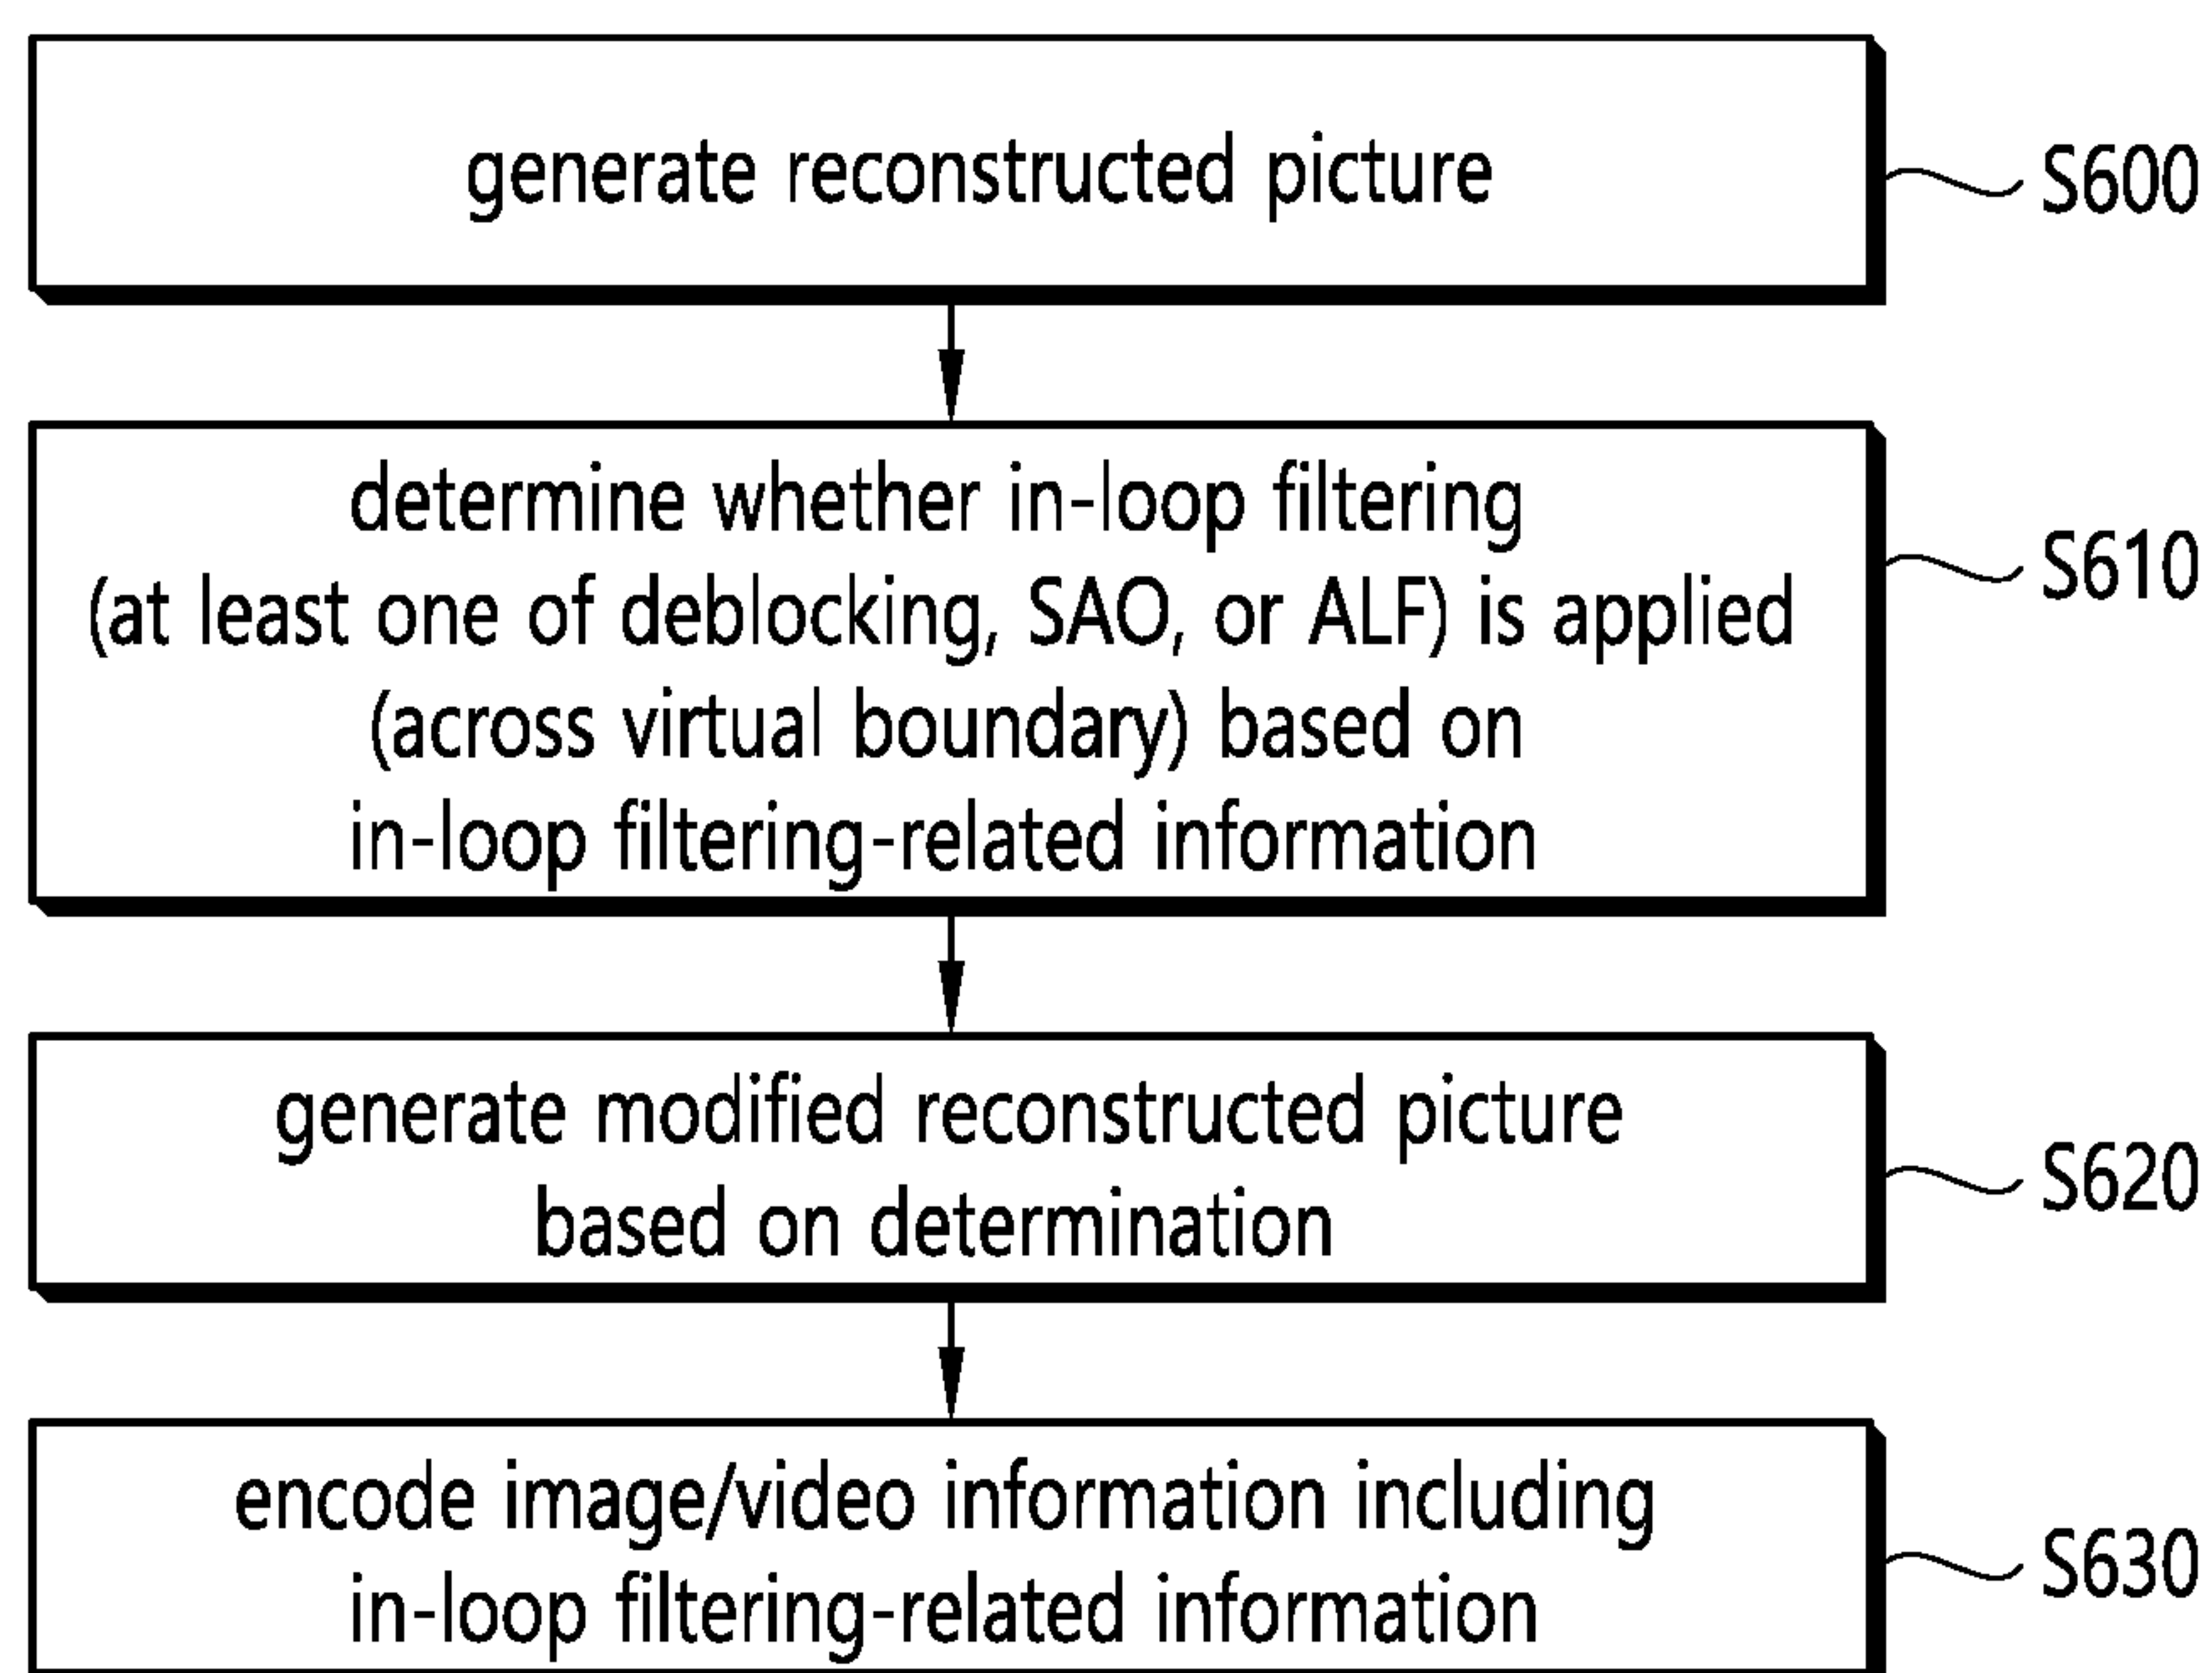 generate reconstructed picture
S600
determine whether in-loop filtering
(at least one of deblocking, SAO, or ALF) is applied
(across virtual boundary) based on
in-loop filtering-related information
S610
generate modified reconstructed picture
based on determination
S620
encode image/video information including
in-loop filtering-related information
S630